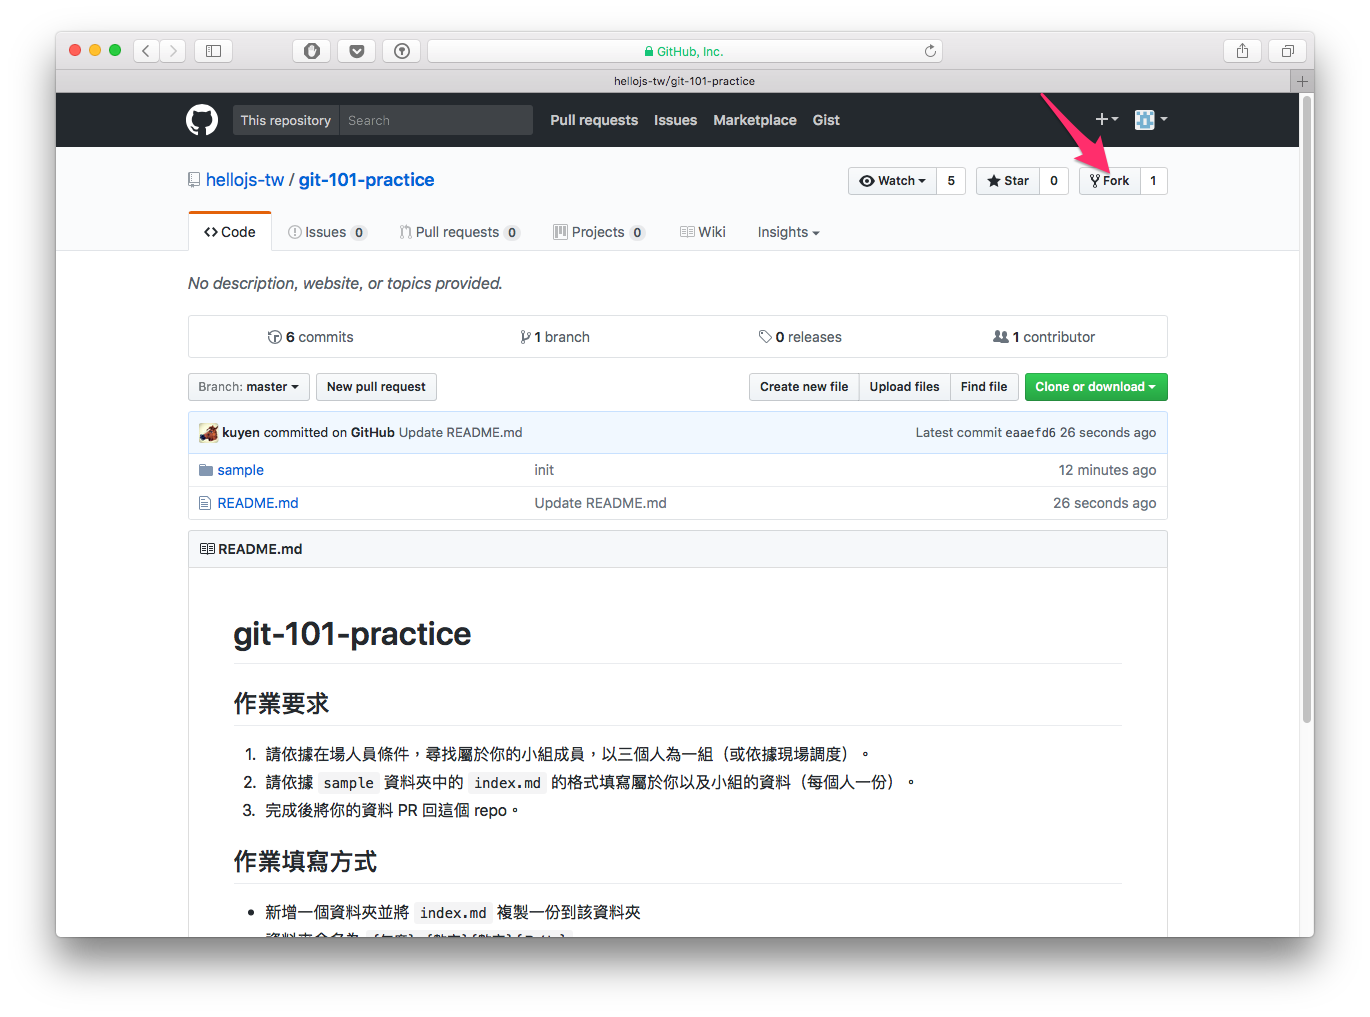 GitHub, Inc.
hellojs-tw/git-101-practice
This repository Search Pull requests Issues Marketplace Gist
hellojs-tw / git-101-practice Watch 5 Star 0 Fork 1
Code Issues 0 Pull requests 0 Projects 0 Wiki Insights
No description, website, or topics provided.
6 commits 1 branch 0 releases 1 contributor
Branch: master New pull request Create new file Upload files Find file Clone or download
kuyen committed on GitHub Update README.md Latest commit eaaefd6 26 seconds ago
sample init 12 minutes ago
README.md Update README.md 26 seconds ago
README.md
git-101-practice
作業要求
1. 請依據在場人員條件，尋找屬於你的小組成員，以三個人為一組（或依據現場調度）。
2. 請依據 sample 資料夾中的 index.md 的格式填寫屬於你以及小組的資料（每個人一份）。
3. 完成後將你的資料 PR 回這個 repo。
作業填寫方式
• 新增一個資料夾並將 index.md 複製一份到該資料夾